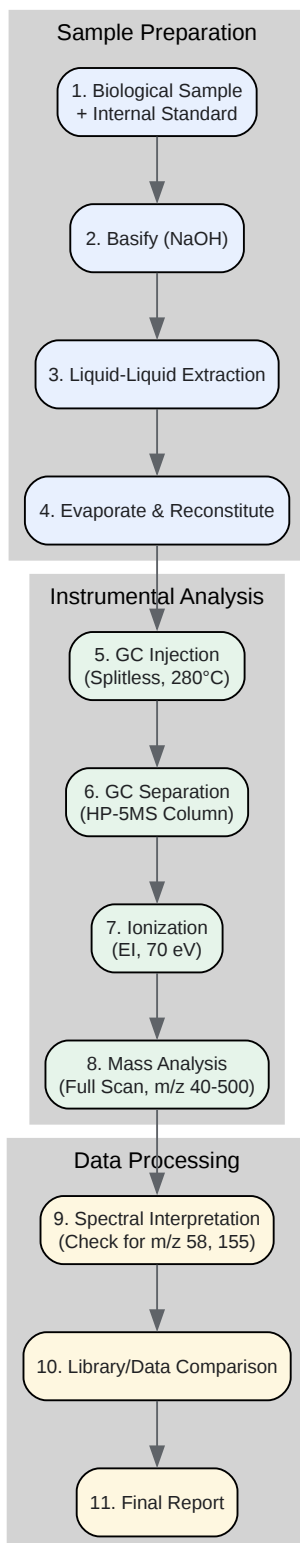 Sample Preparation
1. Biological Sample
+ Internal Standard
2. Basify (NaOH)
3. Liquid-Liquid Extraction
4. Evaporate & Reconstitute
Instrumental Analysis
5. GC Injection
(Splitless, 280°C)
6. GC Separation
(HP-5MS Column)
7. Ionization
(EI, 70 eV)
8. Mass Analysis
(Full Scan, m/z 40-500)
Data Processing
9. Spectral Interpretation
(Check for m/z 58, 155)
10. Library/Data Comparison
11. Final Report